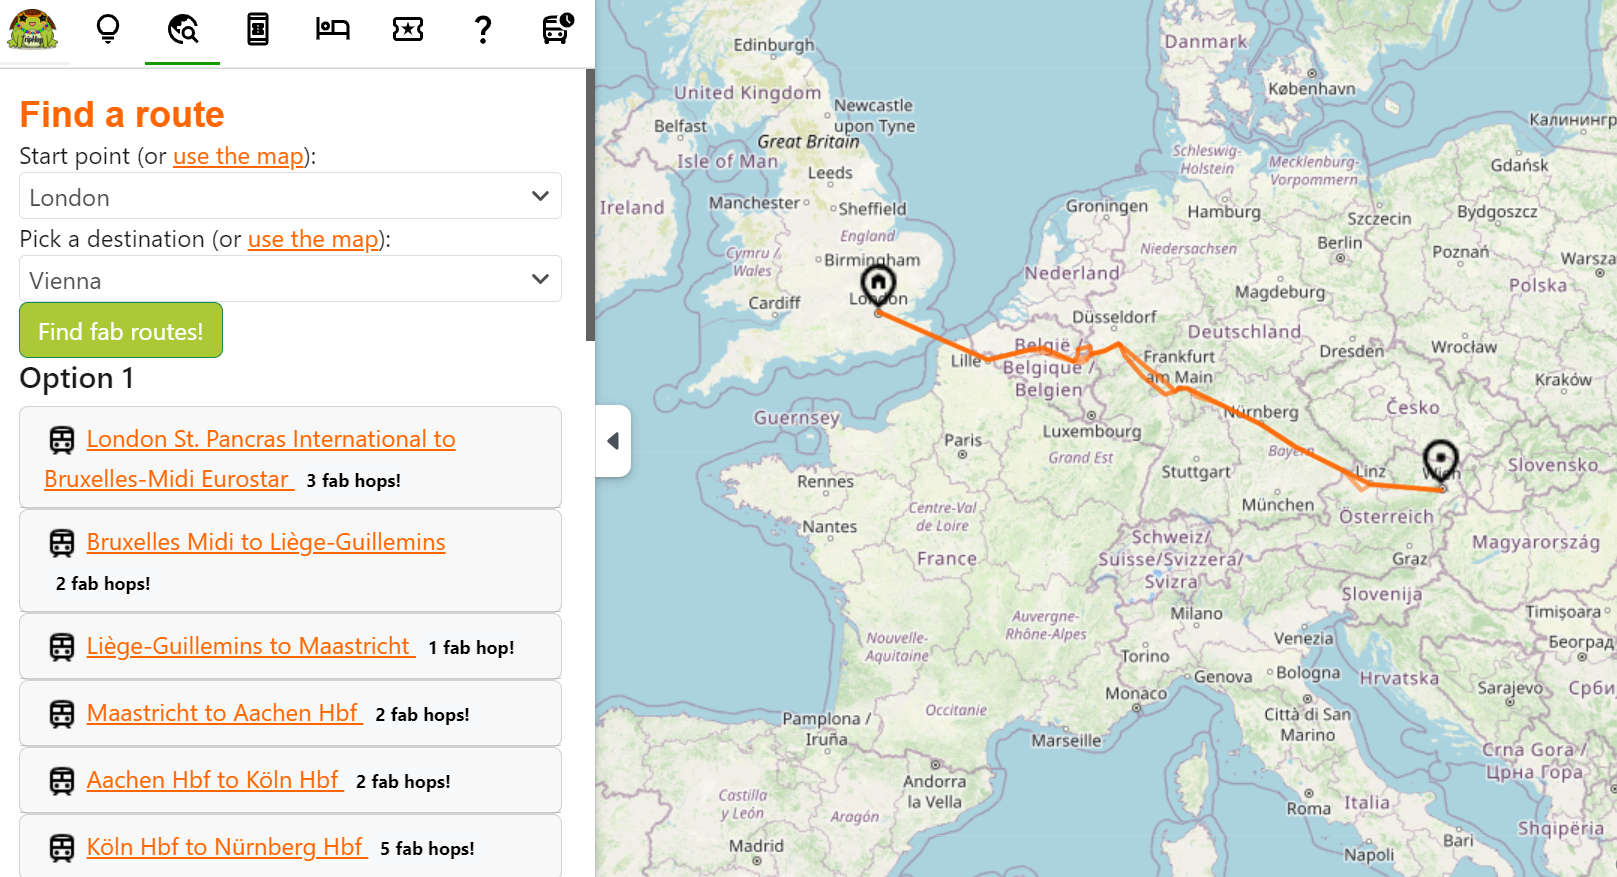 Find a route
Start point (or use the map):
London
Pick a destination (or use the map):
Vienna
Find fab routes!
Option 1
London St. Pancras International to
Bruxelles-Midi Eurostar 3 fab hops!
Bruxelles Midi to Liège-Guillemins
2 fab hops!
Liège-Guillemins to Maastricht 1 fab hop!
Maastricht to Aachen Hbf 2 fab hops!
Aachen Hbf to Köln Hbf 2 fab hops!
Köln Hbf to Nürnberg Hbf 5 fab hops!
Edinburgh
Danmark
København
United Kingdom
Newcastle
upon Tyne
Belfast
Great Britain
Isle of Man
Leeds
Калинингр
Schleswig-
Holstein
Mecklenburg-
Vorpommern
Gdańsk
Ireland
Manchester
Sheffield
Groningen
Hamburg
Szczecin
Bydgoszcz
England
Cymru /
Wales
Birmingham
Niedersachsen
Berlin
Poznań
Warsza
Nederland
Polska
Cardiff
London
Magdeburg
Düsseldorf
Deutschland
Lille
België /
Belgique /
Belgien
Frankfurt
am Main
Dresden
Wrocław
Kraków
Guernsey
Luxembourg
Nürnberg
Česko
Paris
Grand Est
Bayern
Stuttgart
Linz
Wien
Slovensko
Rennes
München
Österreich
Nantes
Centre-Val
de Loire
France
Schweiz/
Suisse/Svizzera/
Svizra
Graz
Magyarország
Slovenija
Auvergne-
Rhône-Alpes
Milano
Timișoara
Nouvelle-
Aquitaine
Torino
Venezia
Београд
Genova
Bologna
Hrvatska
Sarajevo
Срби
Monaco
Occitanie
Pamplona /
Iruña
Marseille
Città di San
Marino
Crna Gora /
Црна Гора
Andorra
la Vella
Castilla
y León
Aragón
Roma
Italia
Shqipëria
Madrid
Napoli
Bari